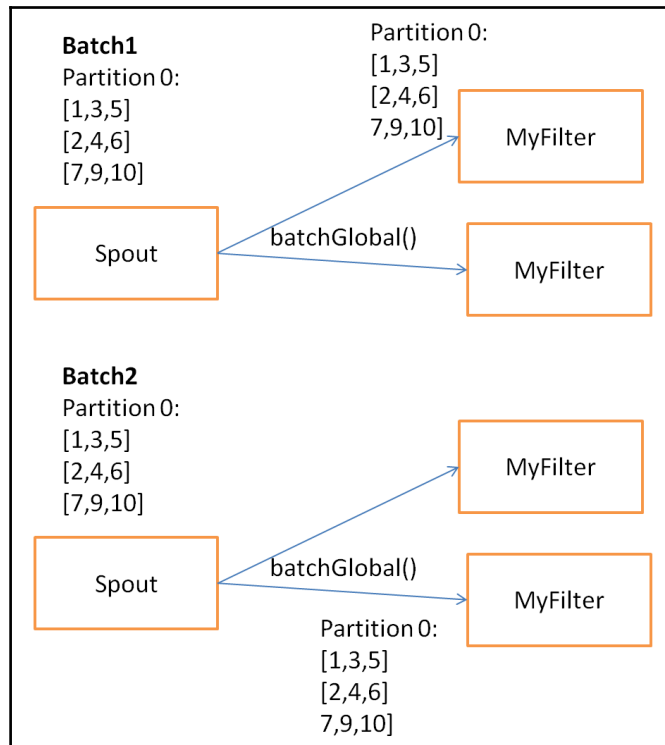 Batch1
Partition 0:
[1,3,5]
[2,4,6]
[7,9,10]
Partition 0:
[1,3,5]
[2,4,6]
7,9,10]
MyFilter
Spout
batchGlobal()
MyFilter
Batch2
Partition 0:
[1,3,5]
[2,4,6]
[7,9,10]
MyFilter
Spout
batchGlobal()
MyFilter
Partition 0:
[1,3,5]
[2,4,6]
7,9,10]